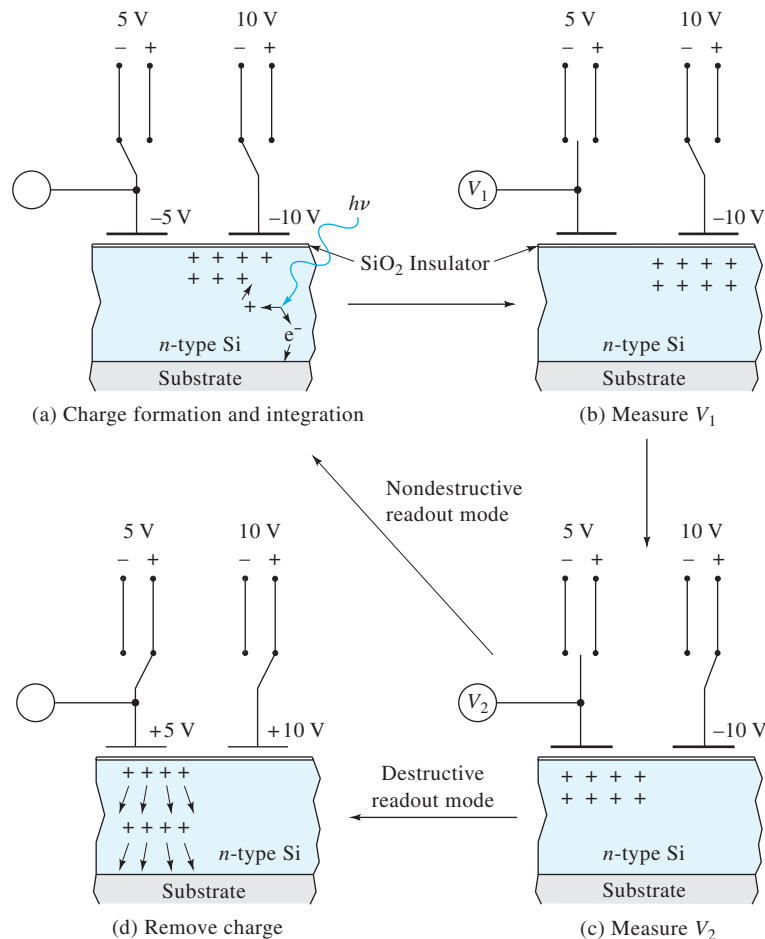 5 V 10 V
– + – +
–5 V –10 V
hν
+ + + +
+ + +
+
e–
n-type Si
Substrate
(a) Charge formation and integration
SiO2 Insulator
5 V 10 V
– + – +
V1
–10 V
+ + + +
+ + + +
n-type Si
Substrate
(b) Measure V1
Nondestructive
readout mode
5 V 10 V
– + – +
+5 V +10 V
+ + + +
+ + + +
n-type Si
Substrate
(d) Remove charge
Destructive
readout mode
5 V 10 V
– + – +
V2
–10 V
+ + + +
+ + + +
n-type Si
Substrate
(c) Measure V2